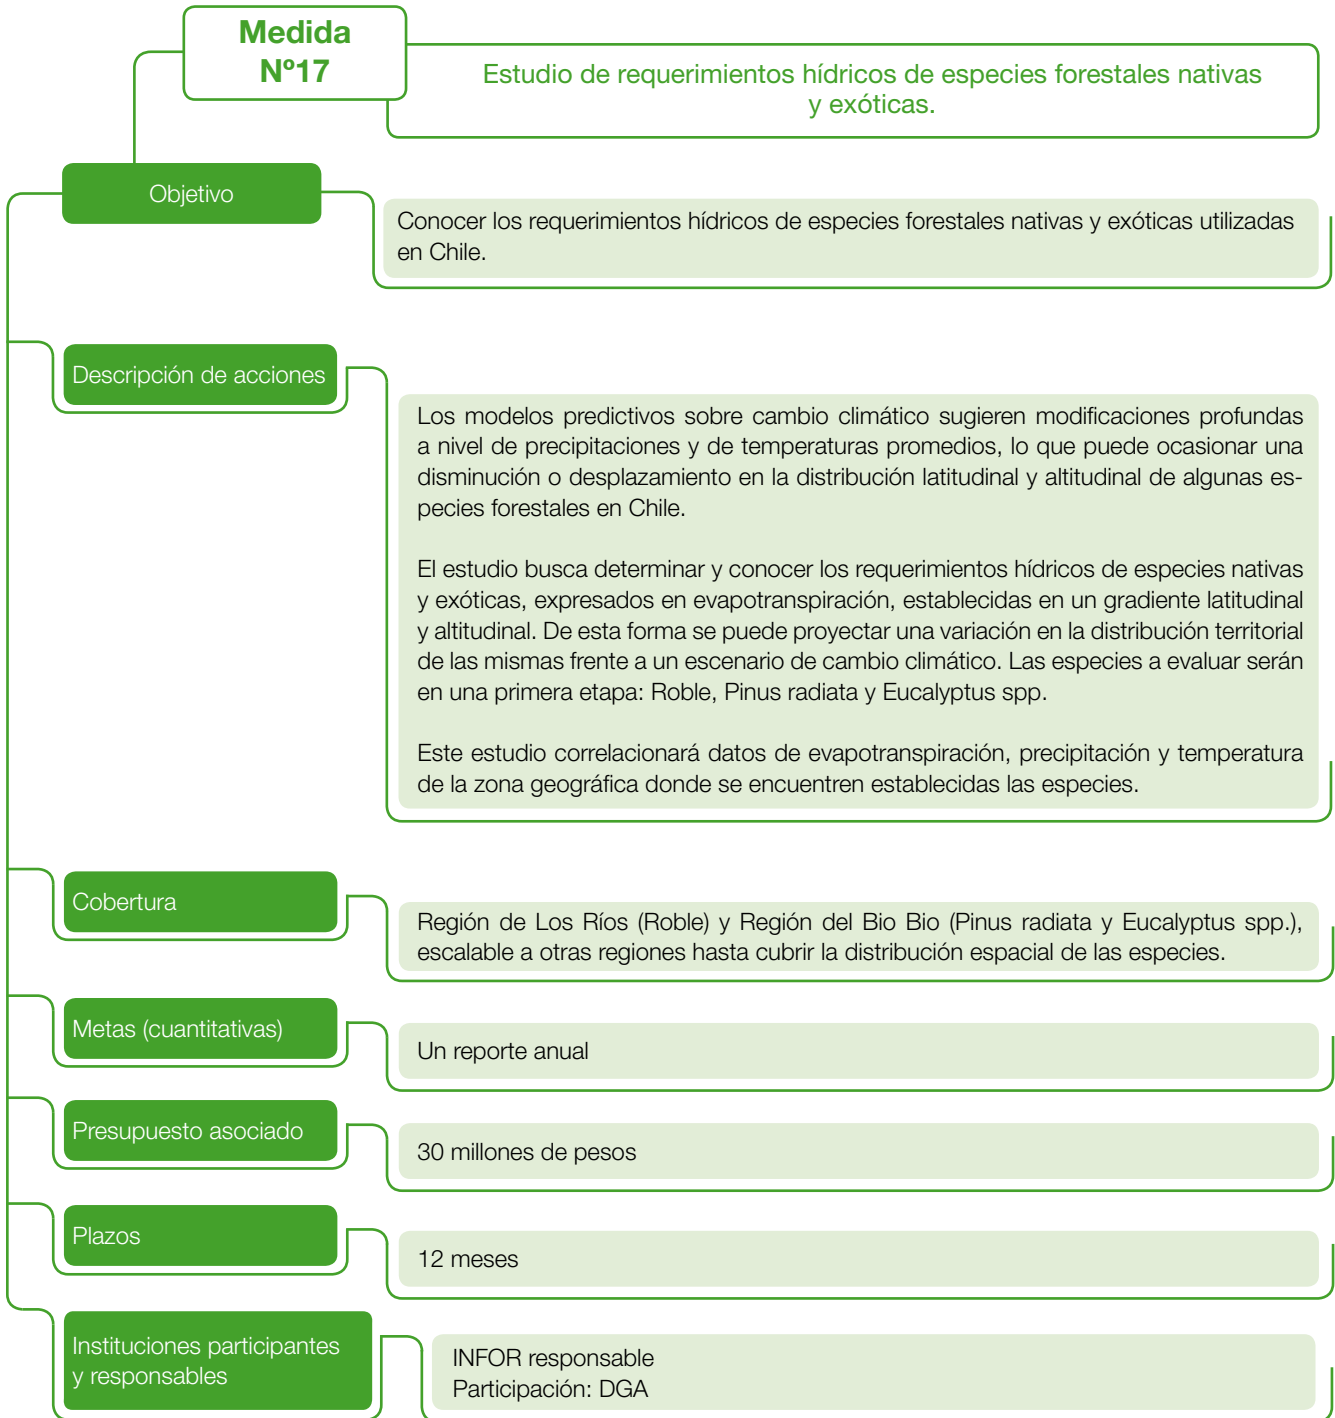 Medida
Nº17
Estudio de requerimientos hídricos de especies forestales nativas
y exóticas.
Objetivo
Conocer los requerimientos hídricos de especies forestales nativas y exóticas utilizadas
en Chile.
Descripción de acciones
Los modelos predictivos sobre cambio climático sugieren modificaciones profundas
a nivel de precipitaciones y de temperaturas promedios, lo que puede ocasionar una
disminución o desplazamiento en la distribución latitudinal y altitudinal de algunas es-
pecies forestales en Chile.
El estudio busca determinar y conocer los requerimientos hídricos de especies nativas
y exóticas, expresados en evapotranspiración, establecidas en un gradiente latitudinal
y altitudinal. De esta forma se puede proyectar una variación en la distribución territorial
de las mismas frente a un escenario de cambio climático. Las especies a evaluar serán
en una primera etapa: Roble, Pinus radiata y Eucalyptus spp.
Este estudio correlacionará datos de evapotranspiración, precipitación y temperatura
de la zona geográfica donde se encuentren establecidas las especies.
Cobertura
Región de Los Ríos (Roble) y Región del Bio Bio (Pinus radiata y Eucalyptus spp.),
escalable a otras regiones hasta cubrir la distribución espacial de las especies.
Metas (cuantitativas)
Un reporte anual
Presupuesto asociado
30 millones de pesos
Plazos
12 meses
Instituciones participantes
y responsables
INFOR responsable
Participación: DGA